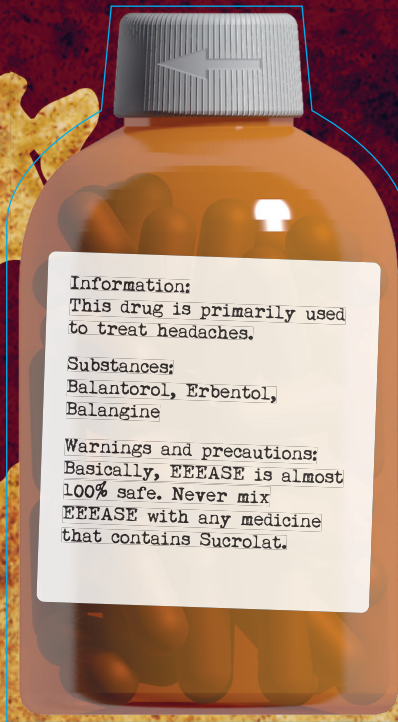 Information:
This drug is primarily used
to treat headaches.
Substances:
Balantorol, Erbentol,
Balangine
Warnings and precautions:
Basically, EEEASE is almost
100% safe. Never mix
EEEASE with any medicine
that contains Sucrolat.